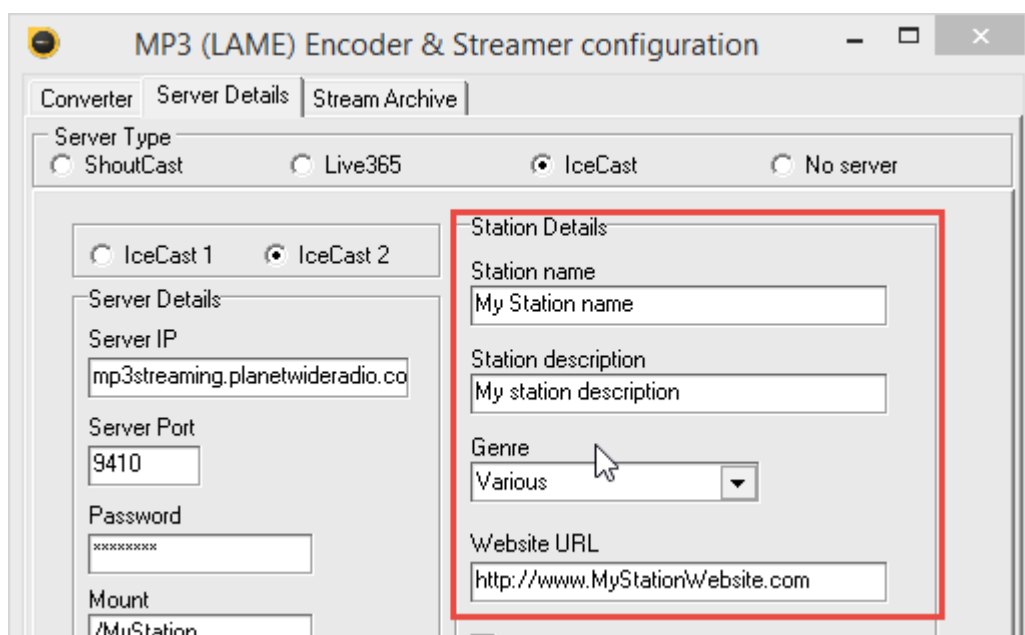 MP3 (LAME) Encoder & Streamer configuration
Converter Server Details Stream Archive
Server Type
ShoutCast Live365 IceCast No server
IceCast 1 IceCast 2
Server Details
Server IP
mp3streaming.planetwideradio.co
Server Port
9410
Password
××××××××
Mount
/MyStation
Station Details
Station name
My Station name
Station description
My station description
Genre
Various
Website URL
http://www.MyStationWebsite.com